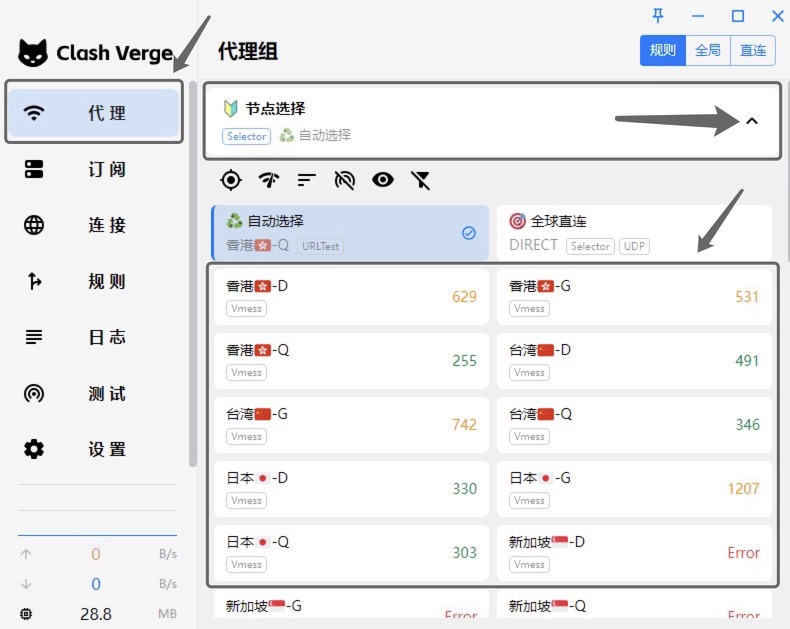 Clash Verge
代 理
订 阅
连 接
规 则
日 志
测 试
设 置
0 B/s
0 B/s
28.8 MB
代理组
规则 全局 直连
节点选择
Selector 自动选择
自动选择
香港-Q URLTest
全球直连
DIRECT Selector UDP
香港-D
Vmess
629
香港-G
Vmess
531
香港-Q
Vmess
255
台湾-D
Vmess
491
台湾-G
Vmess
742
台湾-Q
Vmess
346
日本-D
Vmess
330
日本-G
Vmess
1207
日本-Q
Vmess
303
新加坡-D
Vmess
Error
新加坡-G
Error
新加坡-Q
Error